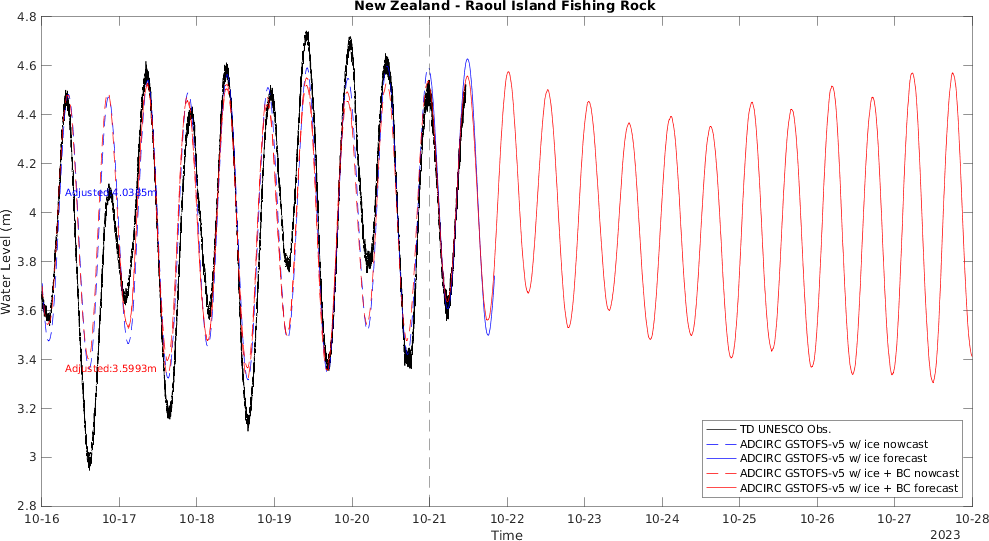 New Zealand - Raoul Island Fishing Rock
4.8
4.6
4.4
4.2
4
3.8
3.6
3.4
3.2
3
2.8
Water Level (m)
Adjusted:4.0385m
Adjusted:3.5993m
TD UNESCO Obs.
ADCIRC GSTOFS-v5 w/ ice nowcast
ADCIRC GSTOFS-v5 w/ ice forecast
ADCIRC GSTOFS-v5 w/ ice + BC nowcast
ADCIRC GSTOFS-v5 w/ ice + BC forecast
10-16 10-17 10-18 10-19 10-20 10-21 10-22 10-23 10-24 10-25 10-26 10-27 10-28
Time
2023